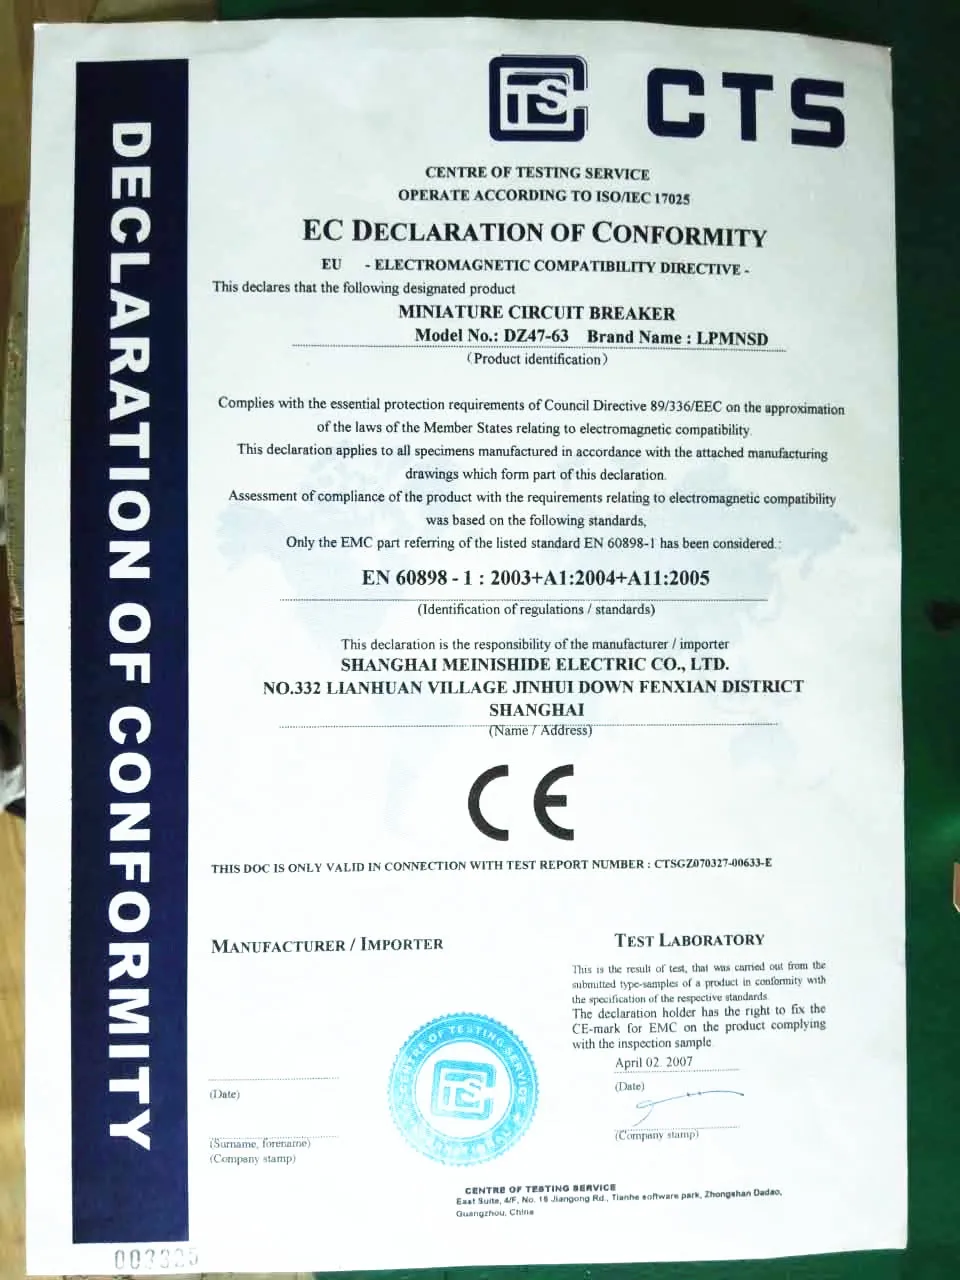 DECLARATION OF CONFORMITY
CTS CTS
CENTRE OF TESTING SERVICE
OPERATE ACCORDING TO ISO/IEC 17025
EC DECLARATION OF CONFORMITY
EU - ELECTROMAGNETIC COMPATIBILITY DIRECTIVE -
This declares that the following designated product
MINIATURE CIRCUIT BREAKER
Model No.: DZ47-63 Brand Name : LPMNSD
(Product identification)
Complies with the essential protection requirements of Council Directive 89/336/EEC on the approximation
of the laws of the Member States relating to electromagnetic compatibility.
This declaration applies to all specimens manufactured in accordance with the attached manufacturing
drawings which form part of this declaration.
Assessment of compliance of the product with the requirements relating to electromagnetic compatibility
was based on the following standards,
Only the EMC part referring of the listed standard EN 60898-1 has been considered.:
EN 60898 - 1 : 2003+A1:2004+A11:2005
(Identification of regulations / standards)
This declaration is the responsibility of the manufacturer / importer
SHANGHAI MEINISHIDE ELECTRIC CO., LTD.
NO.332 LIANHUAN VILLAGE JINHUI DOWN FENXIAN DISTRICT
SHANGHAI
(Name / Address)
CE
THIS DOC IS ONLY VALID IN CONNECTION WITH TEST REPORT NUMBER : CTSGZ070327-00633-E
MANUFACTURER / IMPORTER
(Date)
(Surname, forename)
(Company stamp)
CENTRE OF TESTING SERVICE
CTS
TEST LABORATORY
This is the result of test, that was carried out from the
submitted type-samples of a product in conformity with
the specification of the respective standards.
The declaration holder has the right to fix the
CE-mark for EMC on the product complying
with the inspection sample.
April 02. 2007
(Date)
(Company stamp)
CENTRE OF TESTING SERVICE
East Suite, 4/F, No. 16 Jiangong Rd., Tianhe software park, Zhongshan Dadao,
Guangzhou, China